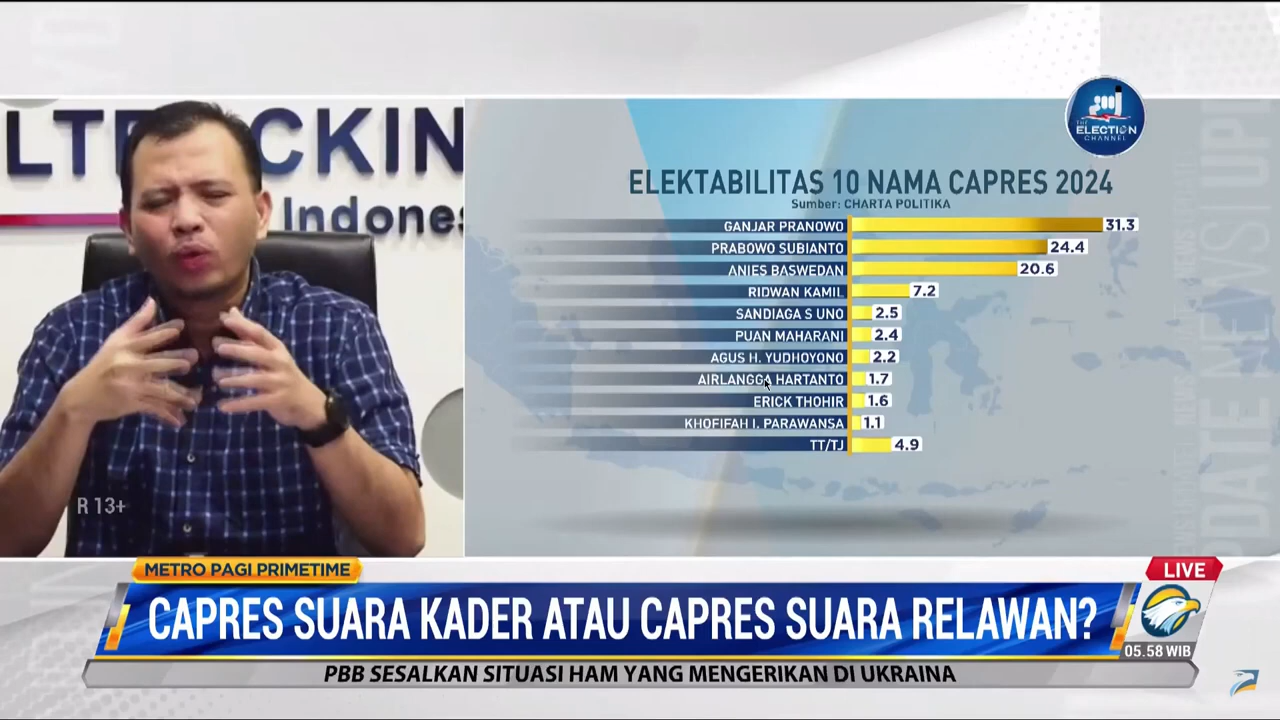 LTRACKIN
Indones
R 13+
THE
ELECTION
CHANNEL
ELEKTABILITAS 10 NAMA CAPRES 2024
Sumber: CHARTA POLITIKA
GANJAR PRANOWO 31.3
PRABOWO SUBIANTO 24.4
ANIES BASWEDAN 20.6
RIDWAN KAMIL 7.2
SANDIAGA S UNO 2.5
PUAN MAHARANI 2.4
AGUS H. YUDHOYONO 2.2
AIRLANGGA HARTANTO 1.7
ERICK THOHIR 1.6
KHOFIFAH I. PARAWANSA 1.1
TT/TJ 4.9
METRO PAGI PRIMETIME
LIVE
CAPRES SUARA KADER ATAU CAPRES SUARA RELAWAN?
05.58 WIB
PBB SESALKAN SITUASI HAM YANG MENGERIKAN DI UKRAINA